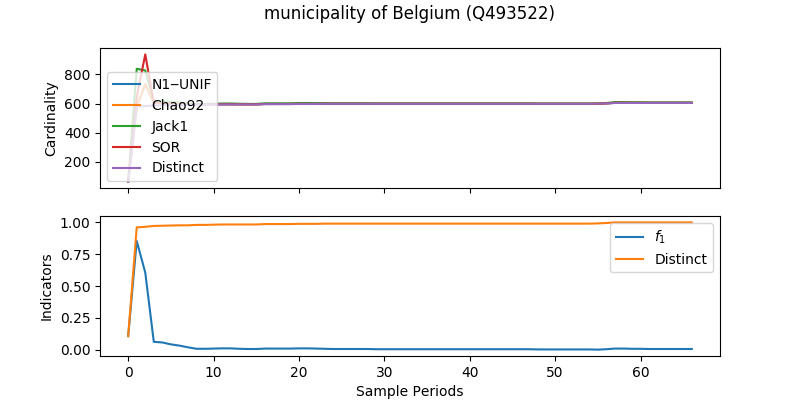 municipality of Belgium (Q493522)
Cardinality
800
600
400
200
N1‒UNIF
Chao92
Jack1
SOR
Distinct
Indicators
1.00
0.75
0.50
0.25
0.00
f1
Distinct
0 10 20 30 40 50 60
Sample Periods